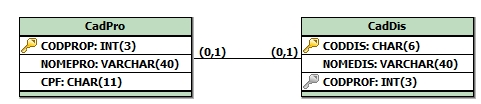 CadPro
CODPROP: INT(3)
NOMEPRO: VARCHAR(40)
CPF: CHAR(11)
(0,1)
(0,1)
CadDis
CODDIS: CHAR(6)
NOMEDIS: VARCHAR(40)
CODPROF: INT(3)